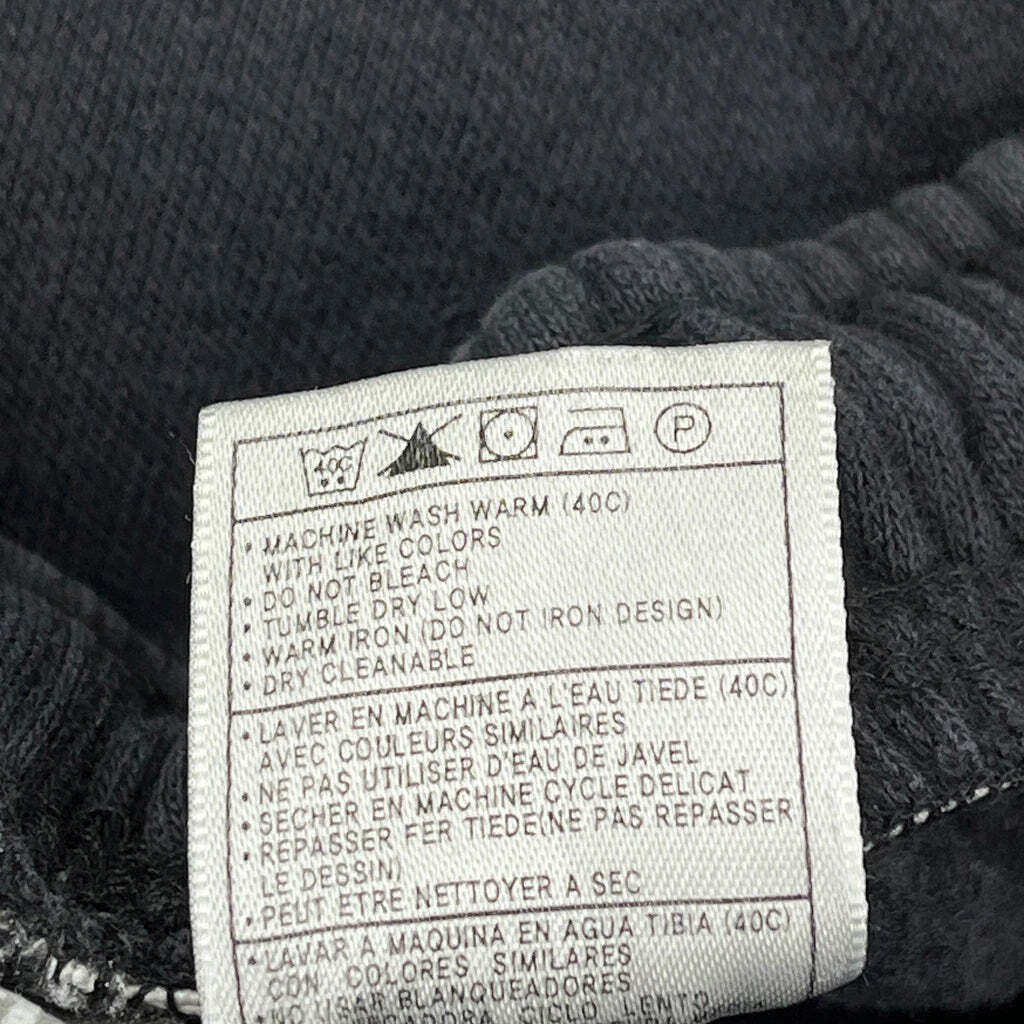 40C P
• MACHINE WASH WARM (40C)
WITH LIKE COLORS
• DO NOT BLEACH
• TUMBLE DRY LOW
• WARM IRON (DO NOT IRON DESIGN)
• DRY CLEANABLE
• LAVER EN MACHINE A L'EAU TIEDE (40C)
AVEC COULEURS SIMILAIRES
• NE PAS UTILISER D'EAU DE JAVEL
• SECHER EN MACHINE CYCLE DELICAT
• REPASSER FER TIEDE(NE PAS REPASSER
LE DESSIN)
• PEUT ETRE NETTOYER A SEC
• LAVAR A MAQUINA EN AGUA TIBIA (40C)
CON COLORES SIMILARES
• NO USAR BLANQUEADORES
CICLO LENTO